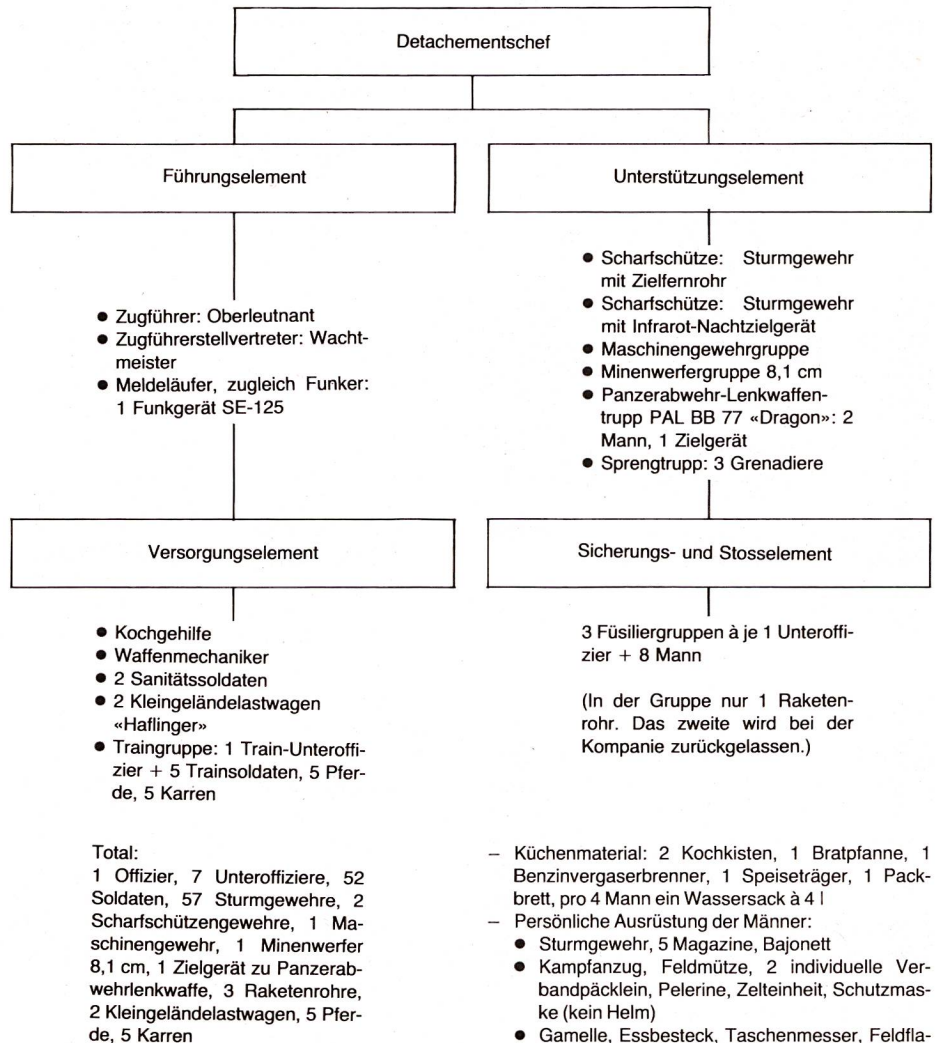 Detachementschef
Führungselement
● Zugführer: Oberleutnant
● Zugführerstellvertreter: Wacht-
meister
● Meldeläufer, zugleich Funker:
1 Funkgerät SE-125
Unterstützungselement
● Scharfschütze: Sturmgewehr
mit Zielfernrohr
● Scharfschütze: Sturmgewehr
mit Infrarot-Nachtzielgerät
● Maschinengewehrgruppe
● Minenwerfergruppe 8,1 cm
● Panzerabwehr-Lenkwaffen-
trupp PAL BB 77 «Dragon»: 2
Mann, 1 Zielgerät
● Sprengtrupp: 3 Grenadiere
Versorgungselement
● Kochgehilfe
● Waffenmechaniker
● 2 Sanitätssoldaten
● 2 Kleingeländelastwagen
«Haflinger»
● Traingruppe: 1 Train-Unteroffi-
zier + 5 Trainsoldaten, 5 Pfer-
de, 5 Karren
Sicherungs- und Stosselement
3 Füsiliergruppen à je 1 Unteroffi-
zier + 8 Mann
(In der Gruppe nur 1 Raketen-
rohr. Das zweite wird bei der
Kompanie zurückgelassen.)
Total:
1 Offizier, 7 Unteroffiziere, 52
Soldaten, 57 Sturmgewehre, 2
Scharfschützengewehre, 1 Ma-
schinengewehr, 1 Minenwerfer
8,1 cm, 1 Zielgerät zu Panzerab-
wehrlenkwaffe, 3 Raketenrohre,
2 Kleingeländelastwagen, 5 Pfer-
de, 5 Karren
– Küchenmaterial: 2 Kochkisten, 1 Bratpfanne, 1
Benzinvergaserbrenner, 1 Speiseträger, 1 Pack-
brett, pro 4 Mann ein Wassersack à 4 l
– Persönliche Ausrüstung der Männer:
● Sturmgewehr, 5 Magazine, Bajonett
● Kampfanzug, Feldmütze, 2 individuelle Ver-
bandpäcklein, Pelerine, Zelteinheit, Schutzmas-
ke (kein Helm)
● Gamelle, Essbesteck, Taschenmesser, Feldfla-